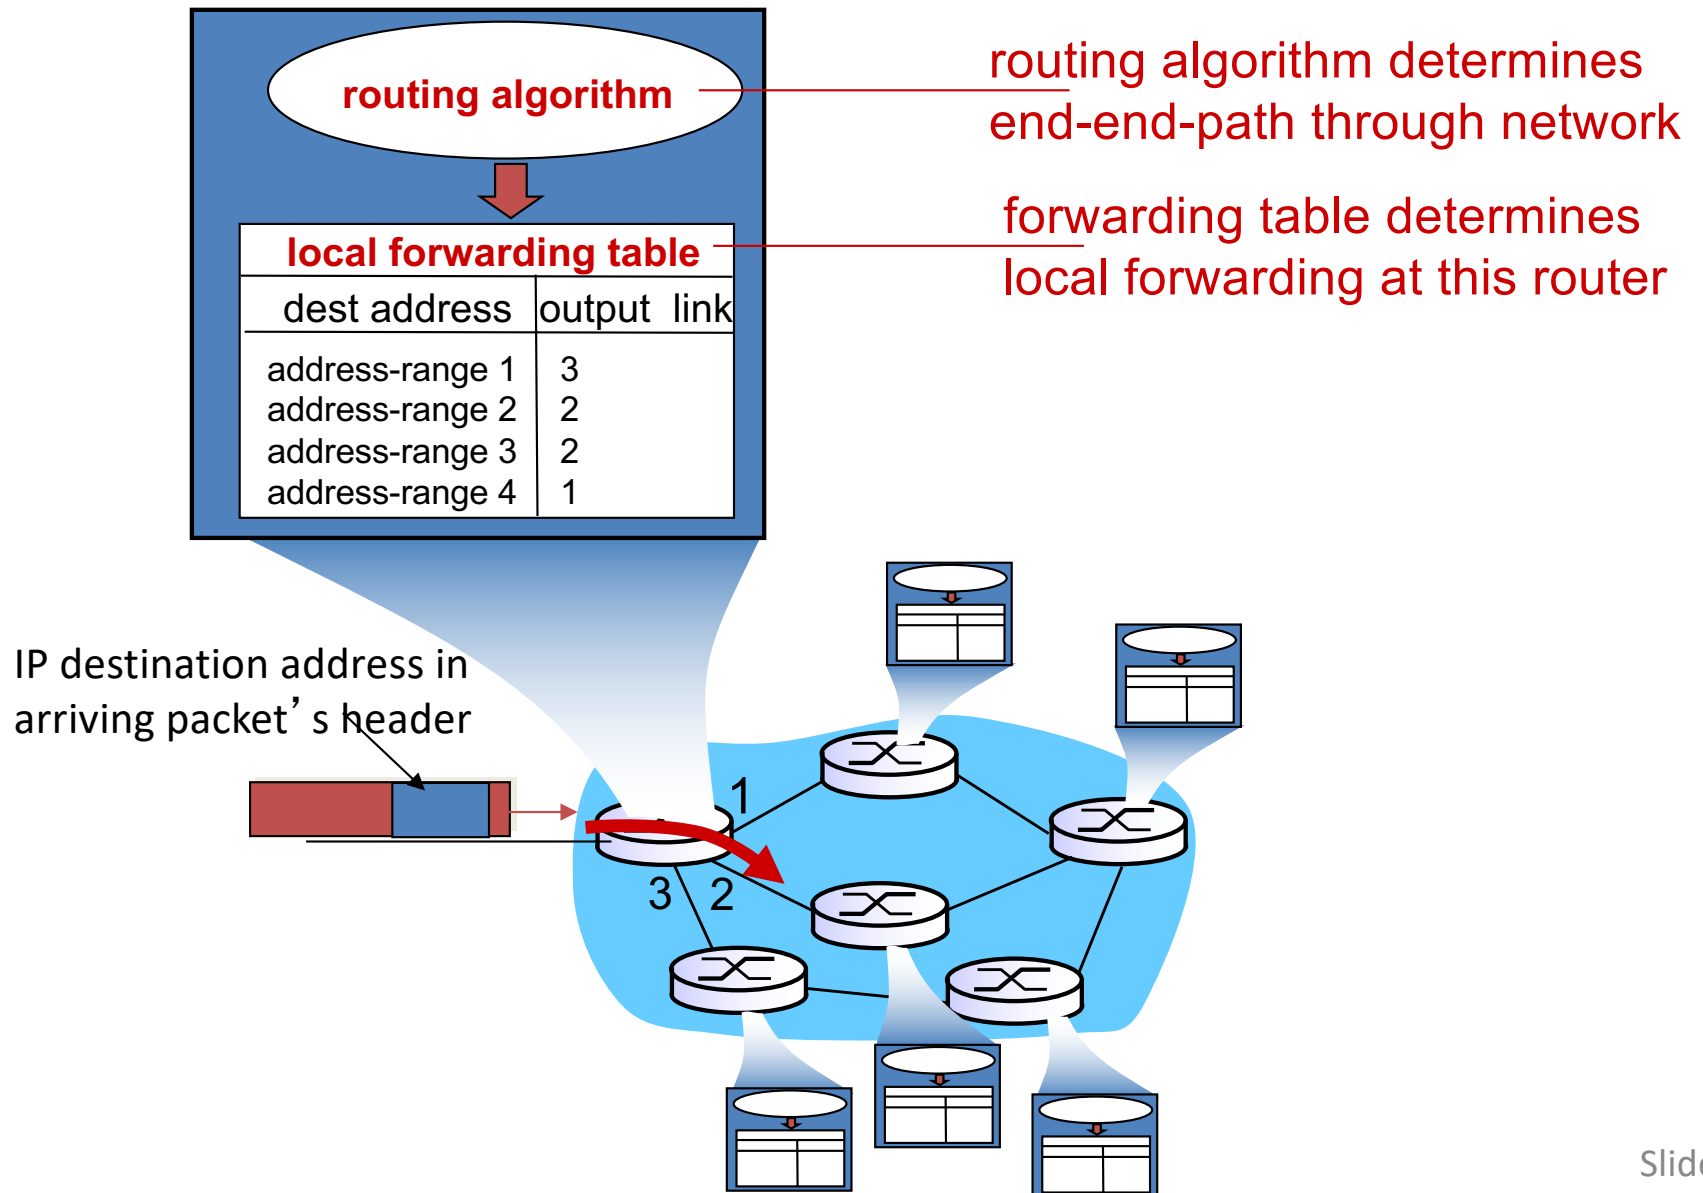 routing algorithm
routing algorithm determines
end-end-path through network
local forwarding table
forwarding table determines
local forwarding at this router
dest address output link
address-range 1 3
address-range 2 2
address-range 3 2
address-range 4 1
IP destination address in
arriving packet’s header
1
3 2